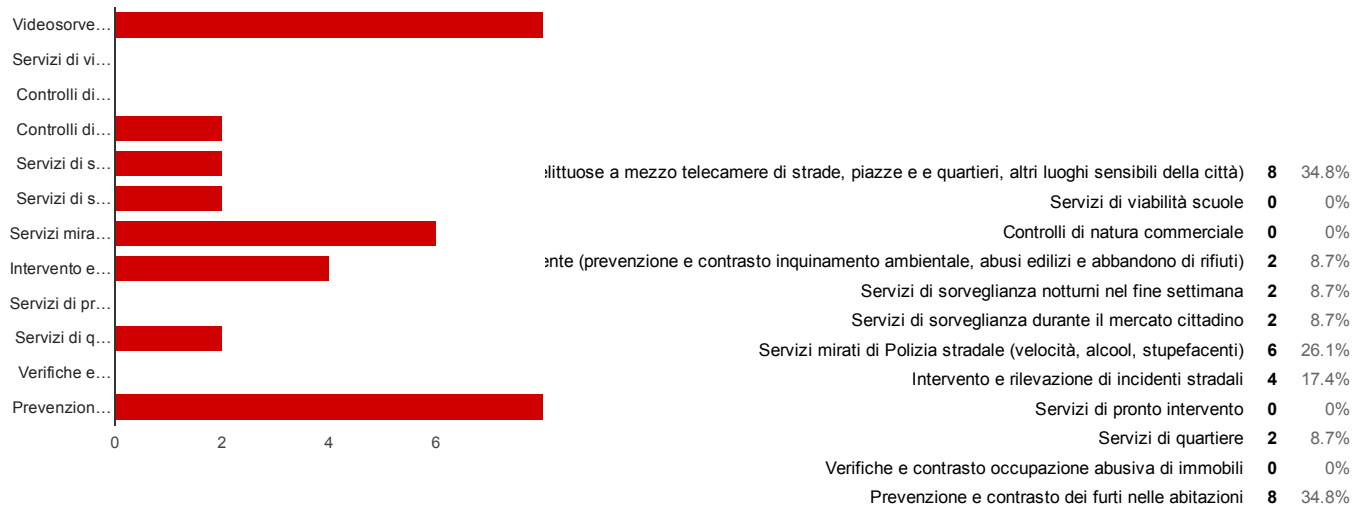 Videosorve…
Servizi di vi…
Controlli di…
Controlli di…
Servizi di s…
Servizi di s…
Servizi mira…
Intervento e…
Servizi di pr…
Servizi di q…
Verifiche e…
Prevenzion…
0 2 4 6
elittuose a mezzo telecamere di strade, piazze e e quartieri, altri luoghi sensibili della città) 8 34.8%
Servizi di viabilità scuole 0 0%
Controlli di natura commerciale 0 0%
ente (prevenzione e contrasto inquinamento ambientale, abusi edilizi e abbandono di rifiuti) 2 8.7%
Servizi di sorveglianza notturni nel fine settimana 2 8.7%
Servizi di sorveglianza durante il mercato cittadino 2 8.7%
Servizi mirati di Polizia stradale (velocità, alcool, stupefacenti) 6 26.1%
Intervento e rilevazione di incidenti stradali 4 17.4%
Servizi di pronto intervento 0 0%
Servizi di quartiere 2 8.7%
Verifiche e contrasto occupazione abusiva di immobili 0 0%
Prevenzione e contrasto dei furti nelle abitazioni 8 34.8%